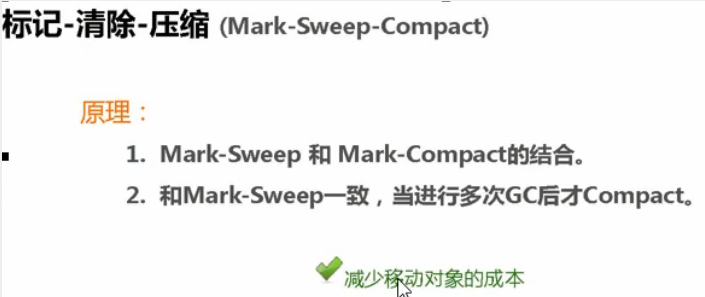 标记-清除-压缩 (Mark-Sweep-Compact)
原理：
1. Mark-Sweep 和 Mark-Compact的结合。
2. 和Mark-Sweep一致，当进行多次GC后才Compact。
减少移动对象的成本